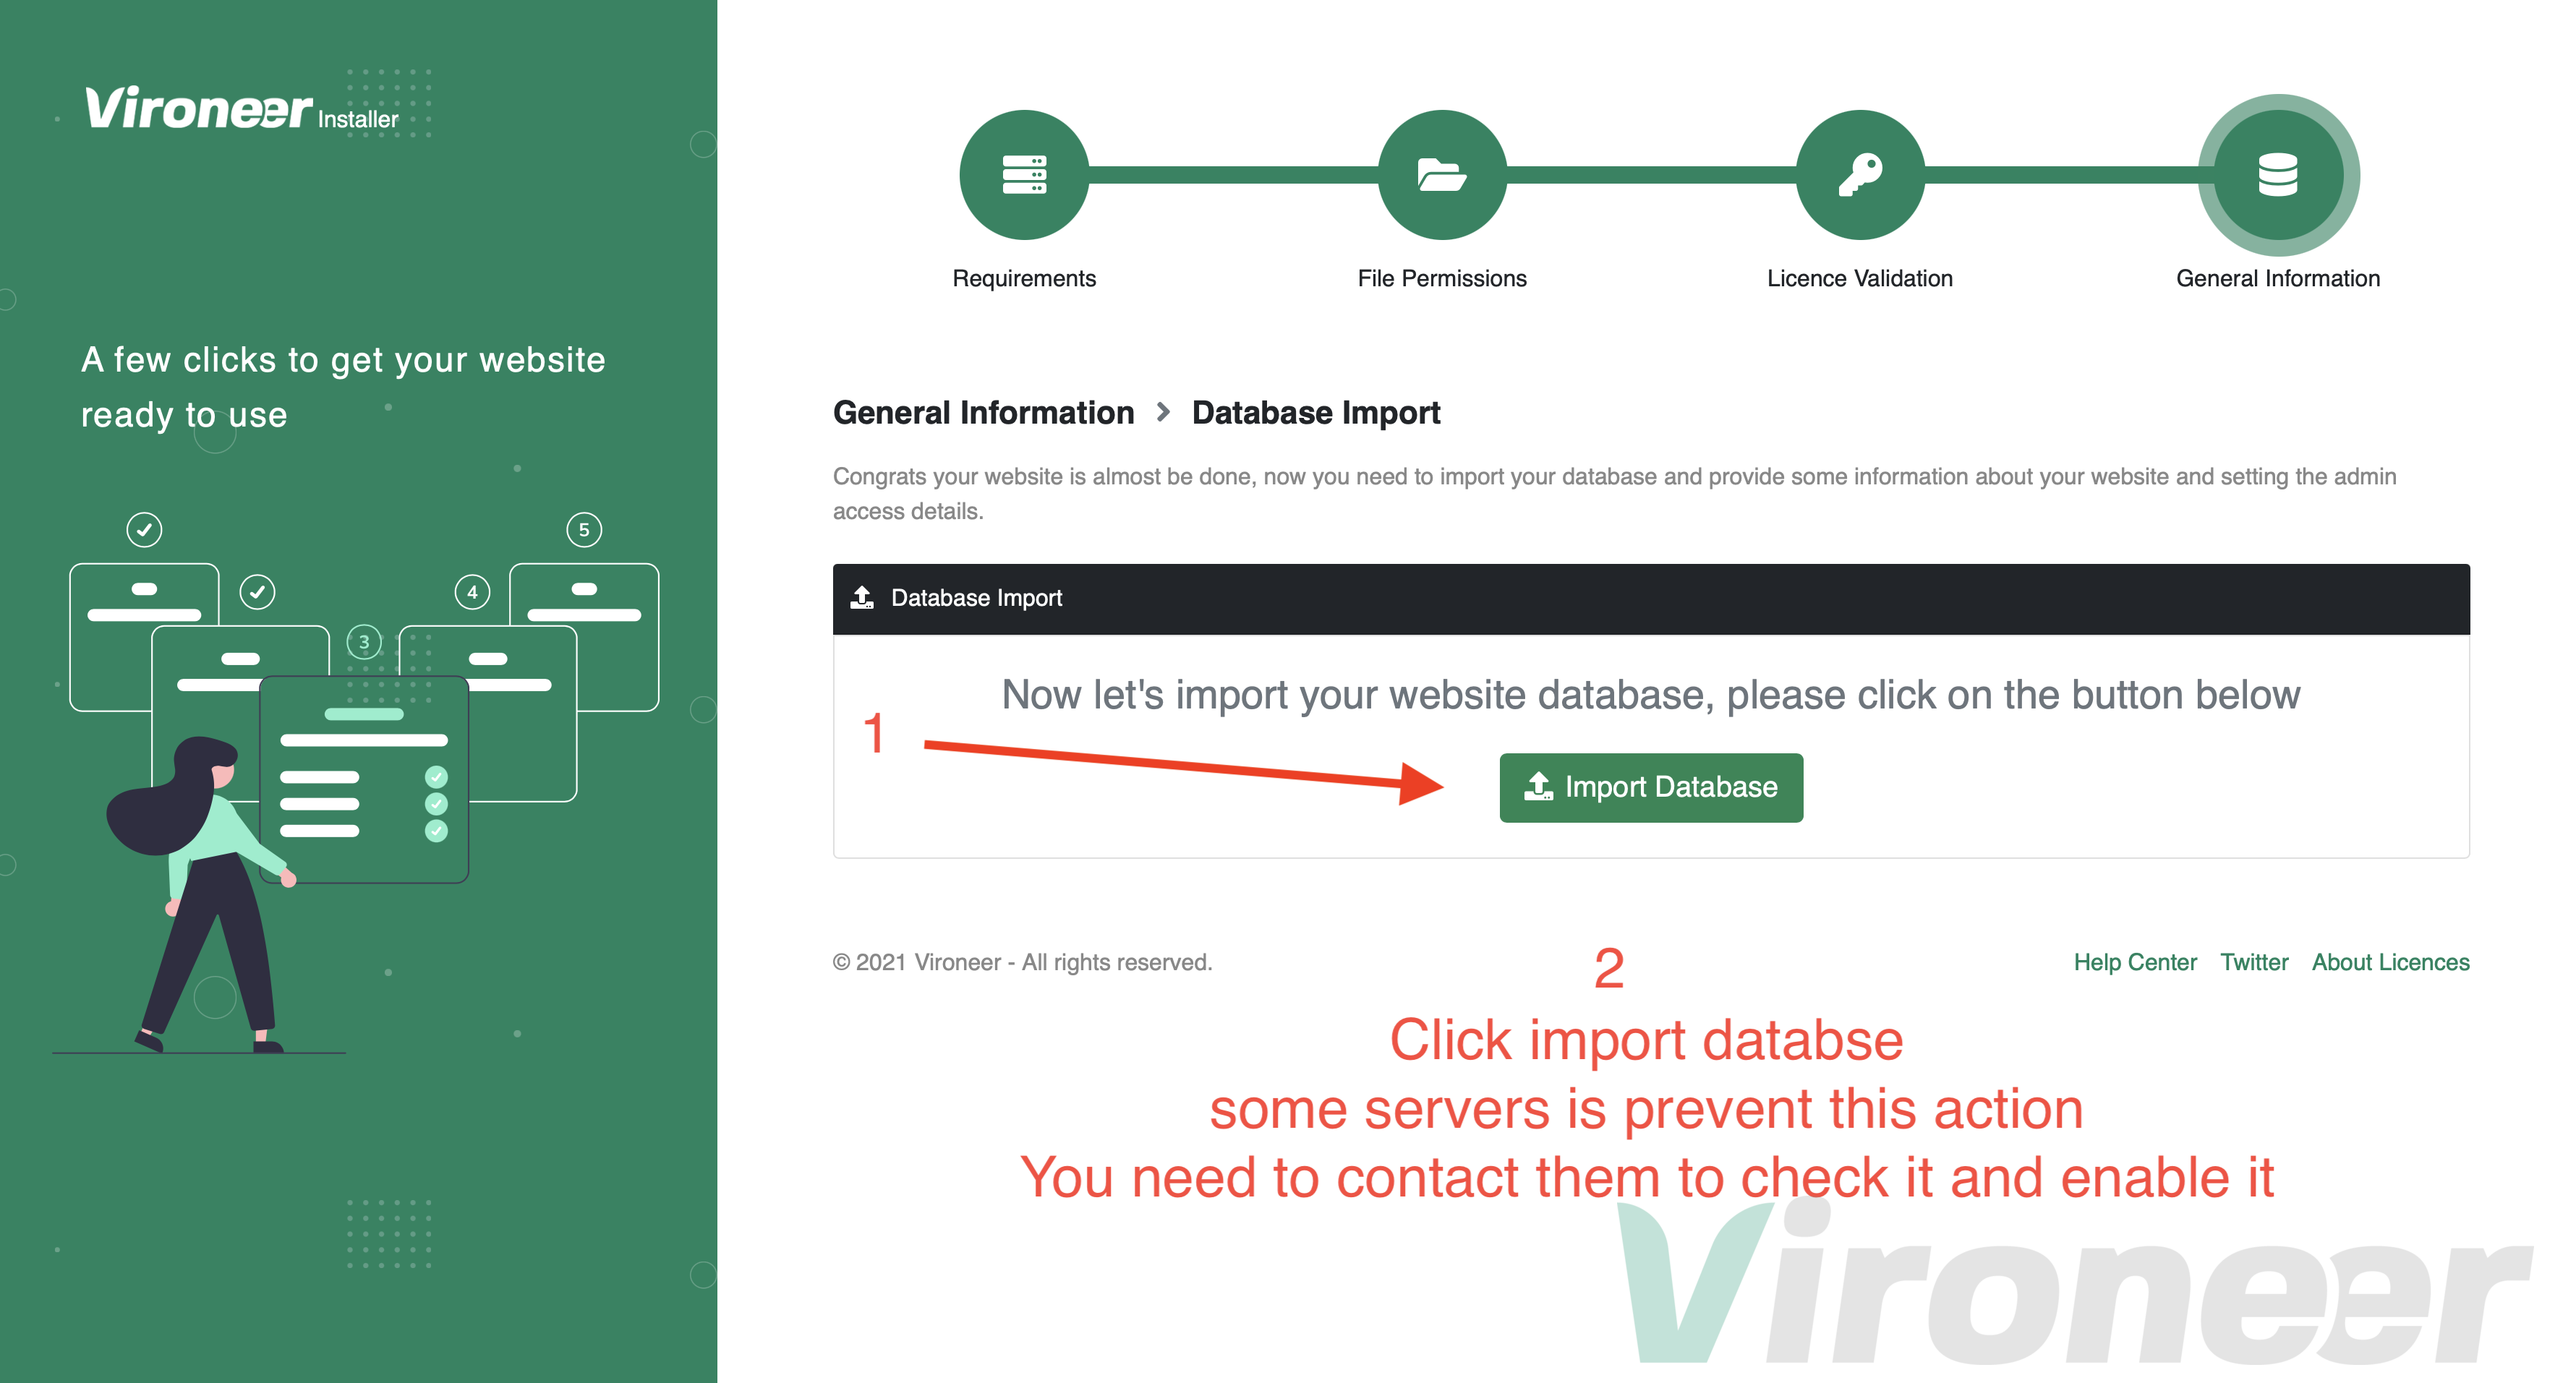 Vironeer Installer
A few clicks to get your website
ready to use
5
4
3
Requirements
File Permissions
Licence Validation
General Information
General Information > Database Import
Congrats your website is almost be done, now you need to import your database and provide some information about your website and setting the admin
access details.
Database Import
Now let's import your website database, please click on the button below
1
Import Database
© 2021 Vironeer - All rights reserved.
Help Center Twitter About Licences
2
Click import databse
some servers is prevent this action
You need to contact them to check it and enable it
Vironeer